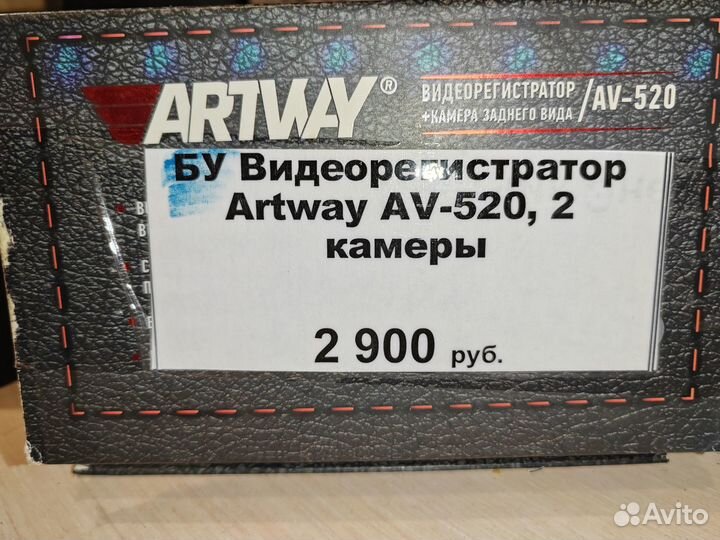 ARTWAY®
ВИДЕОРЕГИСТРАТОР
+КАМЕРА ЗАДНЕГО ВИДА
/AV-520
БУ Видеорегистратор
Artway AV-520, 2
камеры
2 900 руб.
Avito